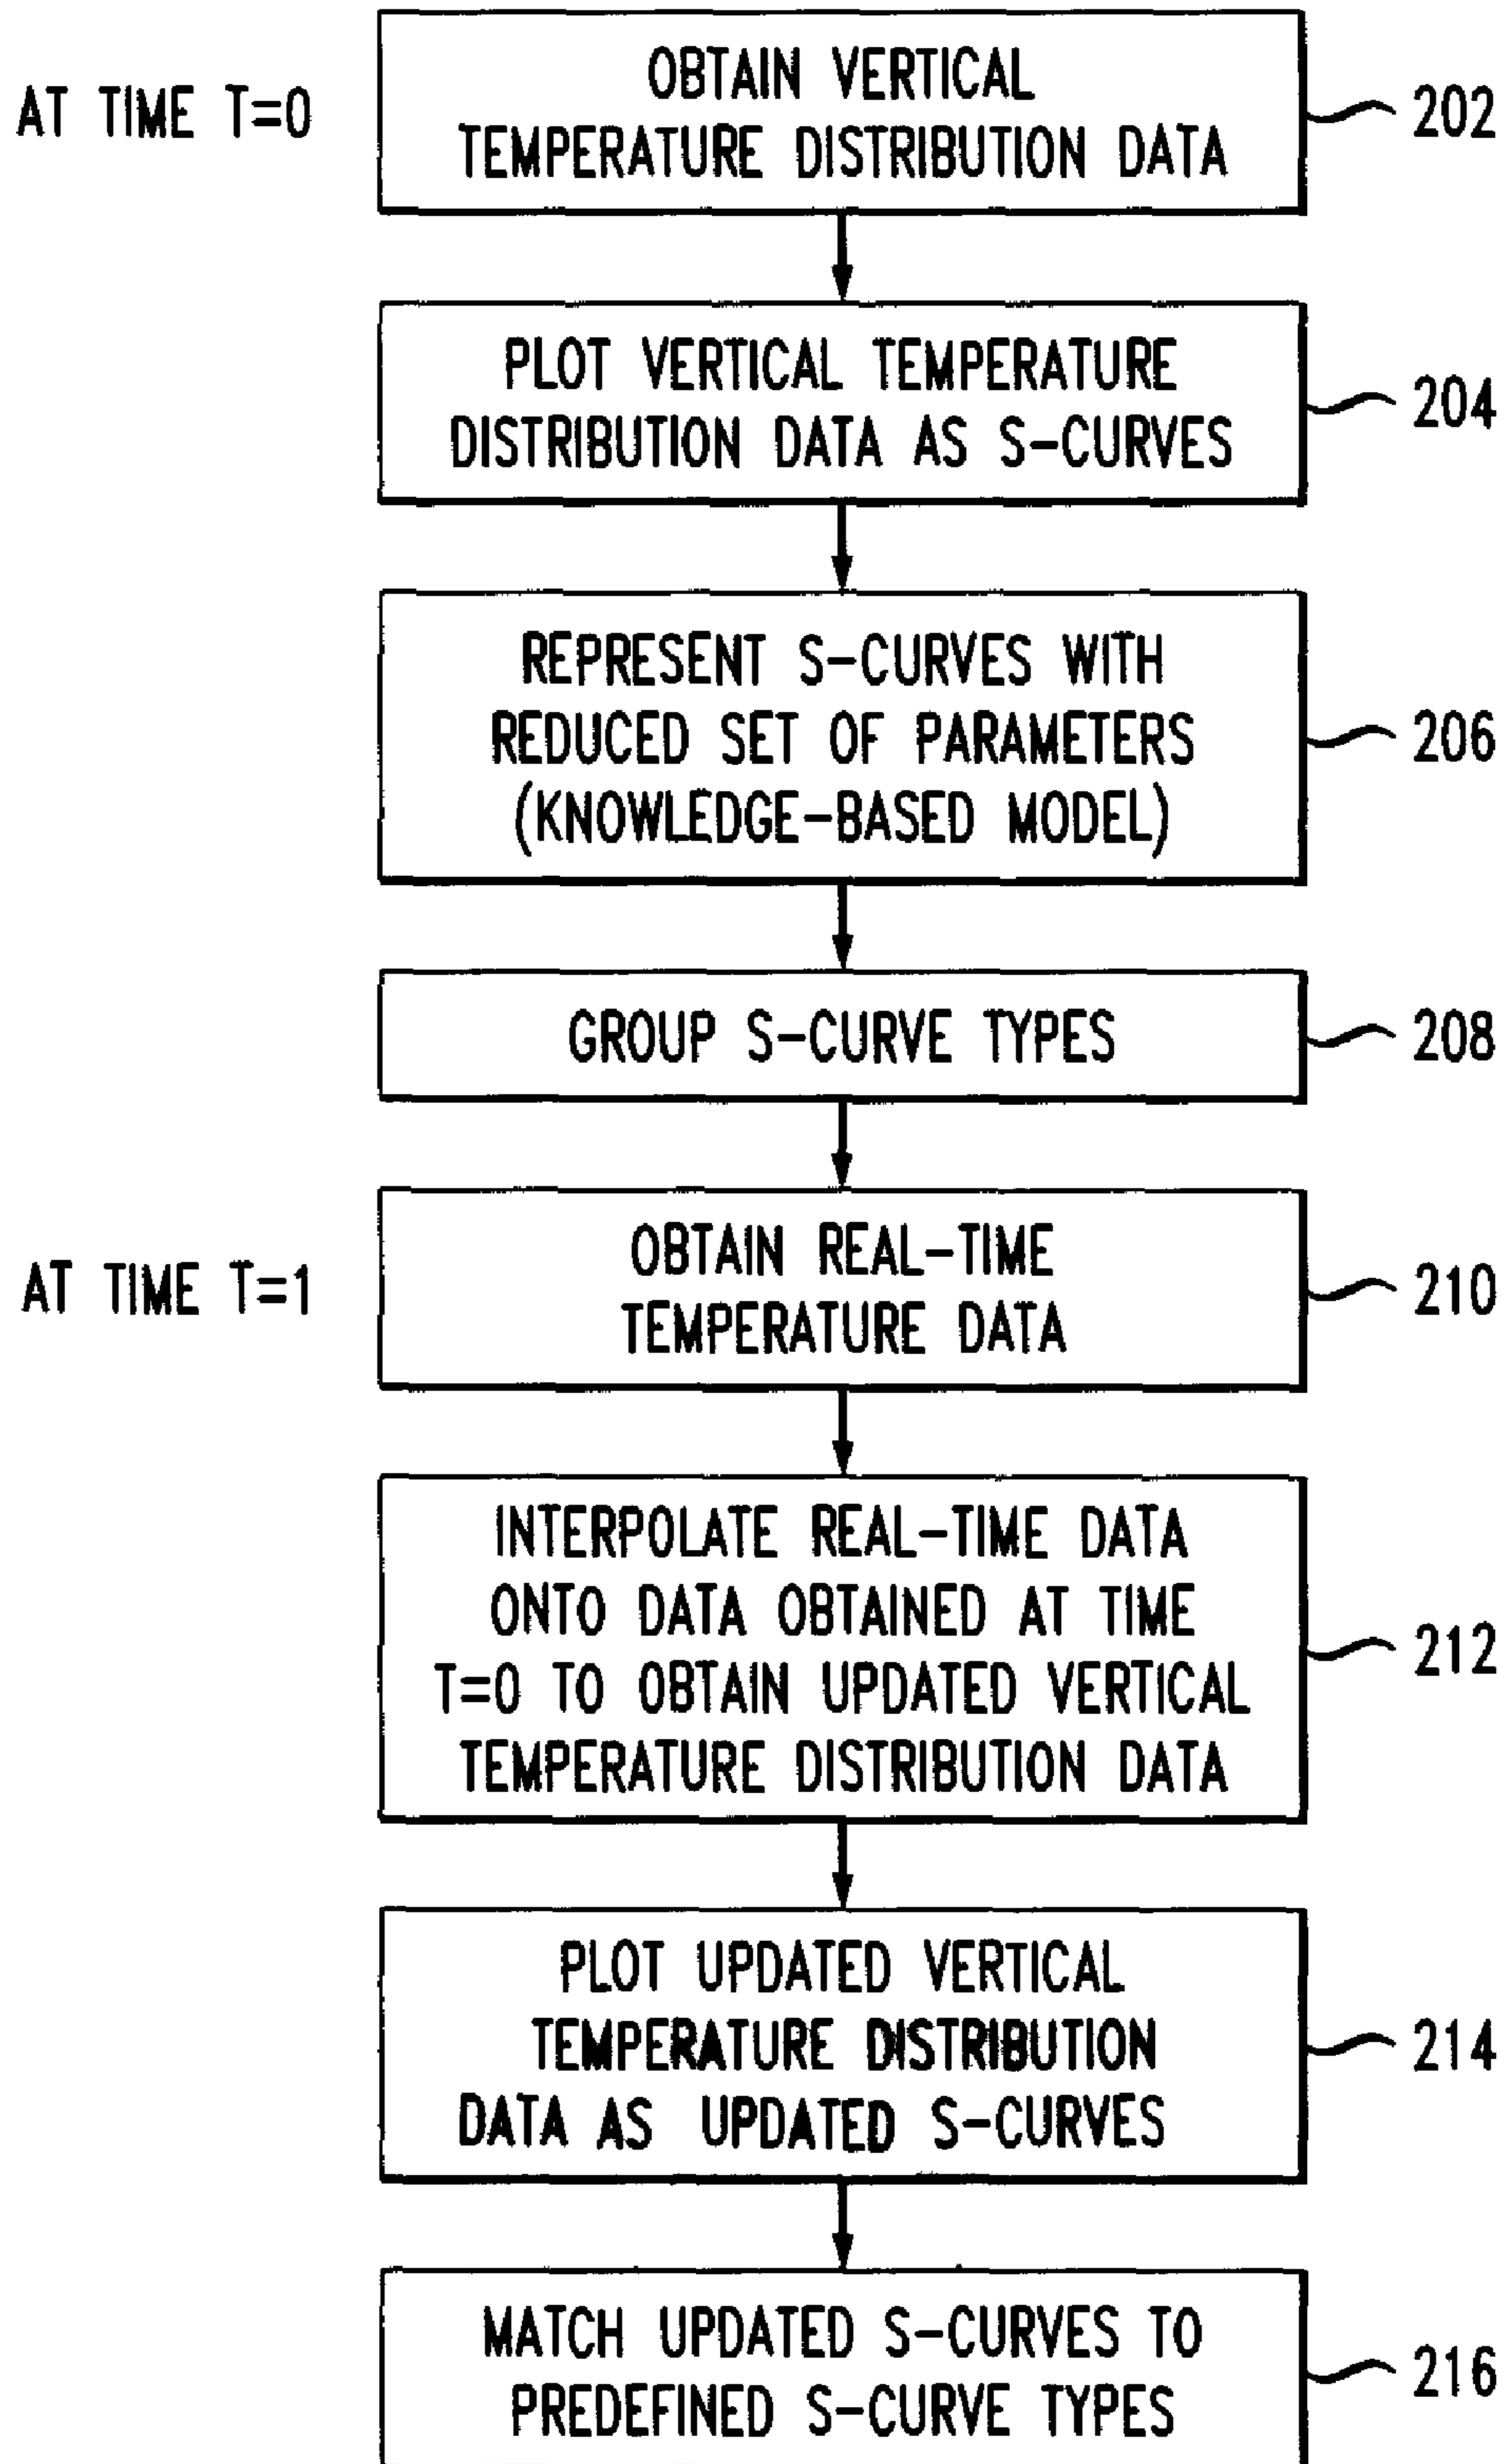 AT TIME T=0
OBTAIN VERTICAL
TEMPERATURE DISTRIBUTION DATA
202
PLOT VERTICAL TEMPERATURE
DISTRIBUTION DATA AS S-CURVES
204
REPRESENT S-CURVES WITH
REDUCED SET OF PARAMETERS
(KNOWLEDGE-BASED MODEL)
206
GROUP S-CURVE TYPES
208
AT TIME T=1
OBTAIN REAL-TIME
TEMPERATURE DATA
210
INTERPOLATE REAL-TIME DATA
ONTO DATA OBTAINED AT TIME
T=0 TO OBTAIN UPDATED VERTICAL
TEMPERATURE DISTRIBUTION DATA
212
PLOT UPDATED VERTICAL
TEMPERATURE DISTRIBUTION
DATA AS UPDATED S-CURVES
214
MATCH UPDATED S-CURVES TO
PREDEFINED S-CURVE TYPES
216